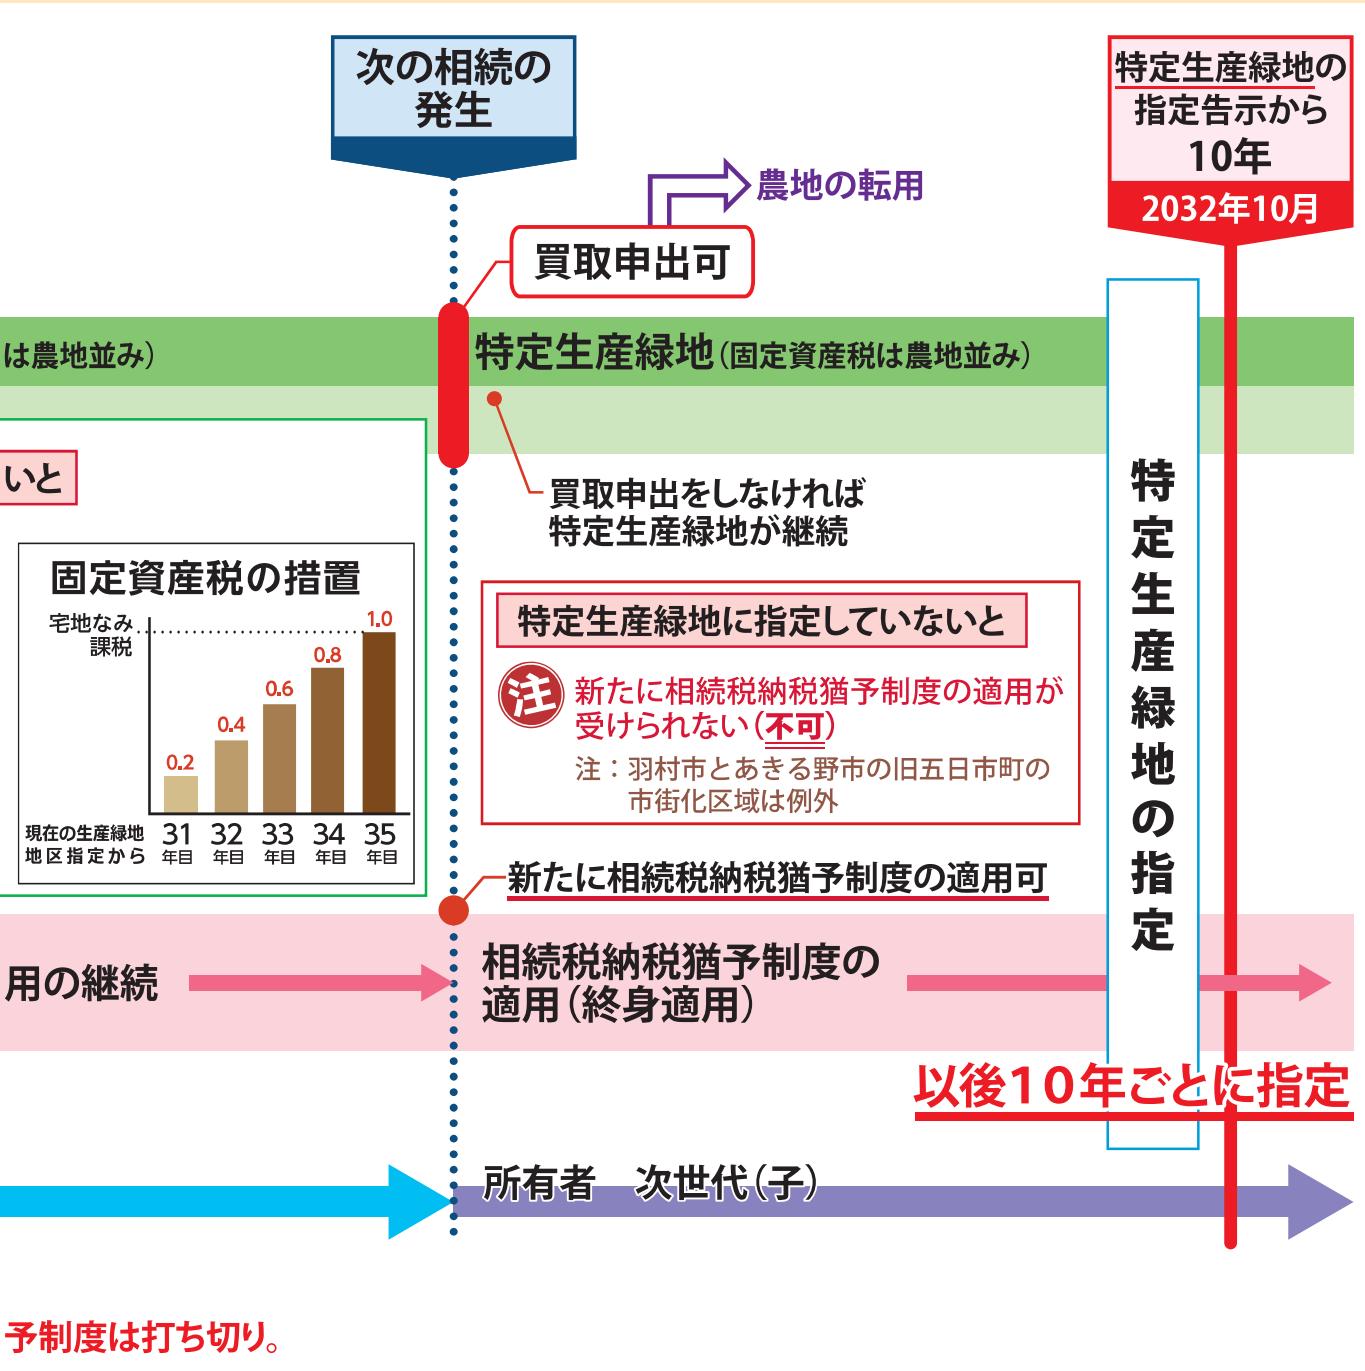 次の相続の
発生
特定生産緑地の
指定告示から
10年
2032年10月
農地の転用
買取申出可
は農地並み）
特定生産緑地（固定資産税は農地並み）
いと
買取申出をしなければ
特定生産緑地が継続
固定資産税の措置
宅地なみ
課税
0.2
0.4
0.6
0.8
1.0
現在の生産緑地
地区指定から
31
年目
32
年目
33
年目
34
年目
35
年目
特定生産緑地に指定していないと
注
新たに相続税納税猶予制度の適用が
受けられない（不可）
注：羽村市とあきる野市の旧五日市町の
市街化区域は例外
新たに相続税納税猶予制度の適用可
用の継続
相続税納税猶予制度の
適用（終身適用）
特定生産緑地の指定
以後10年ごとに指定
所有者　次世代（子）
予制度は打ち切り。